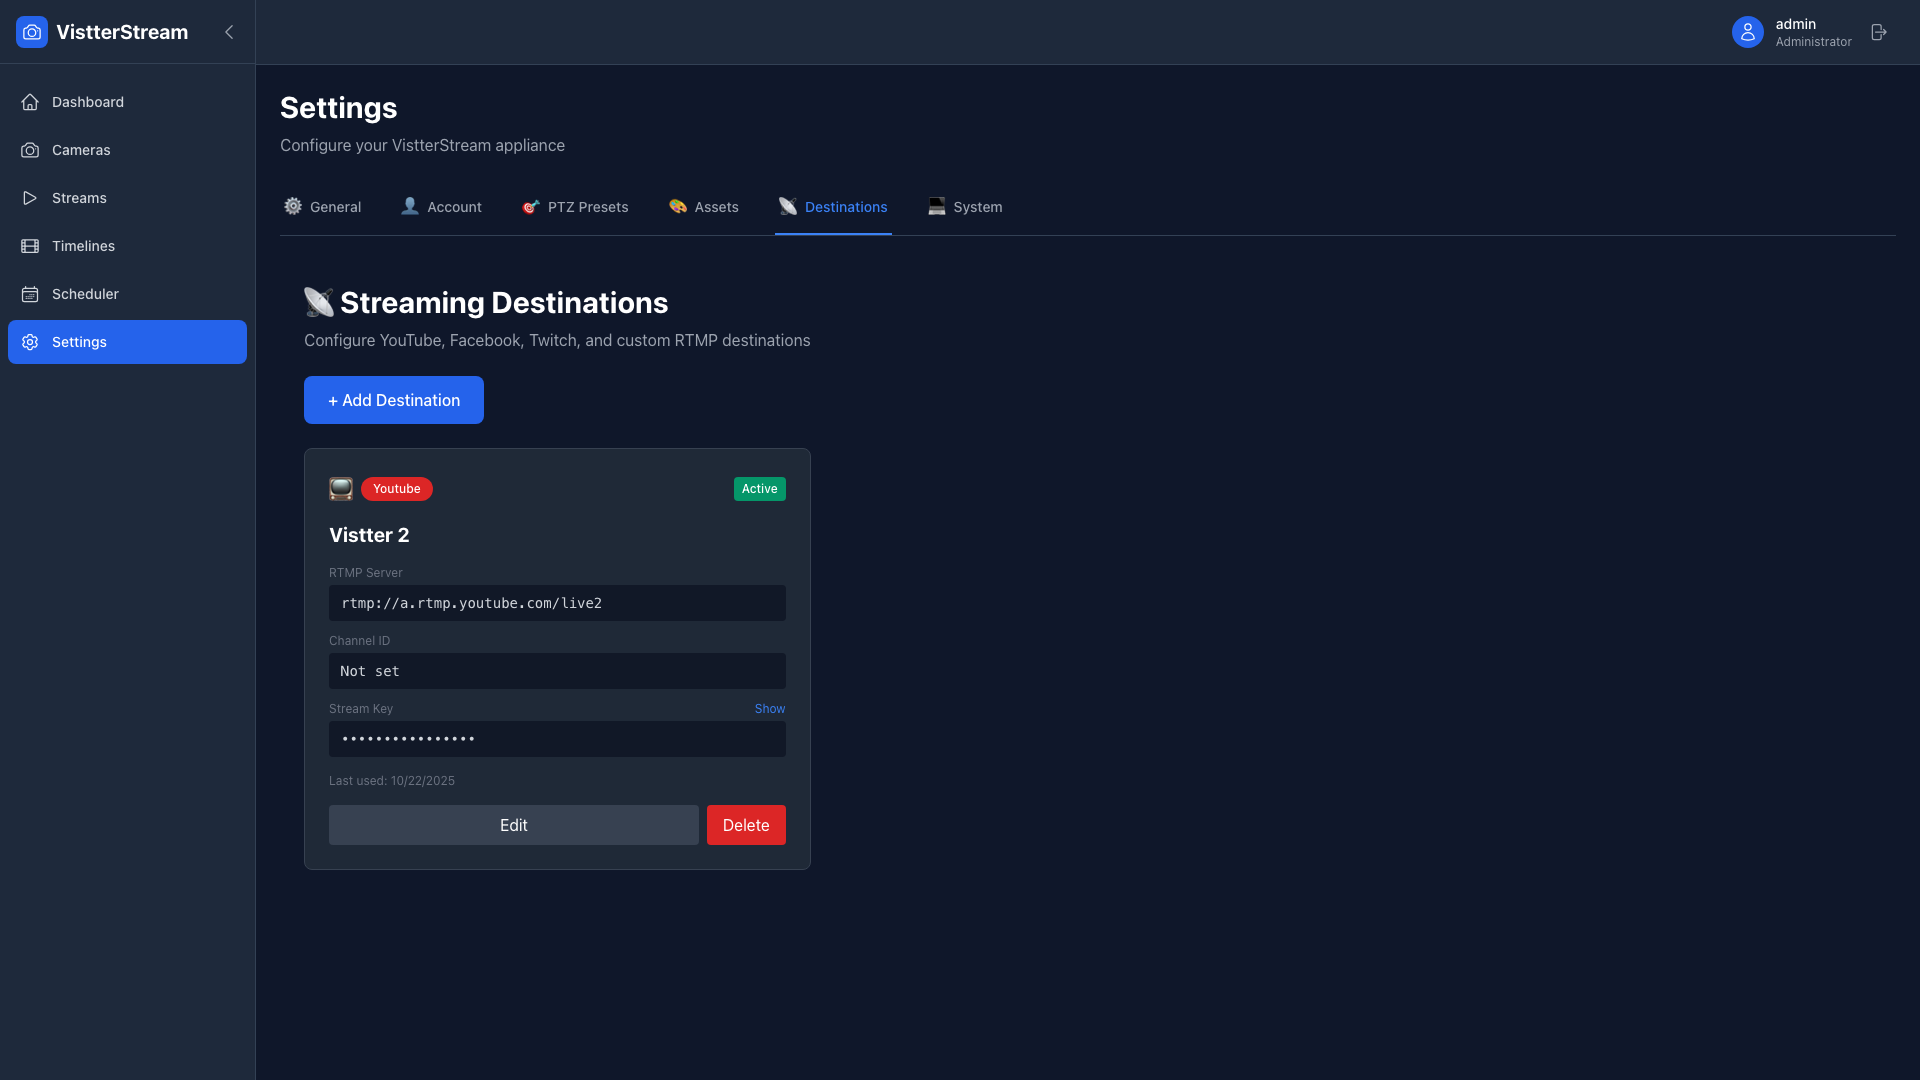 VistterStream
admin
Administrator
Dashboard
Cameras
Streams
Timelines
Scheduler
Settings
Settings
Configure your VistterStream appliance
General
Account
PTZ Presets
Assets
Destinations
System
Streaming Destinations
Configure YouTube, Facebook, Twitch, and custom RTMP destinations
+ Add Destination
Youtube
Active
Vistter 2
RTMP Server
rtmp://a.rtmp.youtube.com/live2
Channel ID
Not set
Stream Key
Show
••••••••••••••••
Last used: 10/22/2025
Edit
Delete